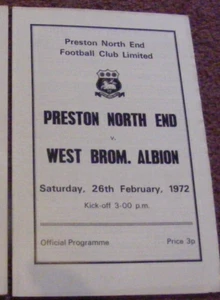 Preston North End
Football Club Limited
PRESTON NORTH END
v.
WEST BROM. ALBION
Saturday, 26th February, 1972
Kick-off 3-00 p.m.
Official Programme Price 3p